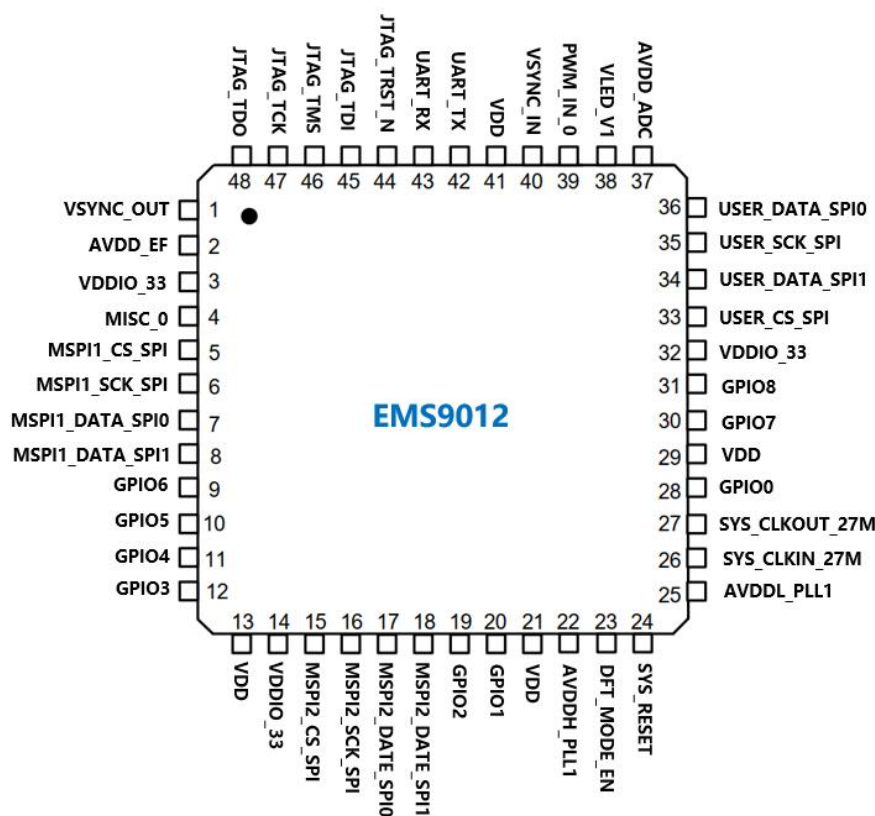 JTAG_TDO
JTAG_TCK
JTAG_TMS
JTAG_TDI
JTAG_TRST_N
UART_RX
UART_TX
VDD
VSYNC_IN
PWM_IN_0
VLED_V1
AVDD_ADC
48 47 46 45 44 43 42 41 40 39 38 37
VSYNC_OUT 1
AVDD_EF 2
VDDIO_33 3
MISC_0 4
MSPI1_CS_SPI 5
MSPI1_SCK_SPI 6
MSPI1_DATA_SPI0 7
MSPI1_DATA_SPI1 8
GPIO6 9
GPIO5 10
GPIO4 11
GPIO3 12
EMS9012
36 USER_DATA_SPI0
35 USER_SCK_SPI
34 USER_DATA_SPI1
33 USER_CS_SPI
32 VDDIO_33
31 GPIO8
30 GPIO7
29 VDD
28 GPIO0
27 SYS_CLKOUT_27M
26 SYS_CLKIN_27M
25 AVDDL_PLL1
13 14 15 16 17 18 19 20 21 22 23 24
VDD
VDDIO_33
MSPI2_CS_SPI
MSPI2_SCK_SPI
MSPI2_DATE_SPI0
MSPI2_DATE_SPI1
GPIO2
GPIO1
VDD
AVDDH_PLL1
DFT_MODE_EN
SYS_RESET